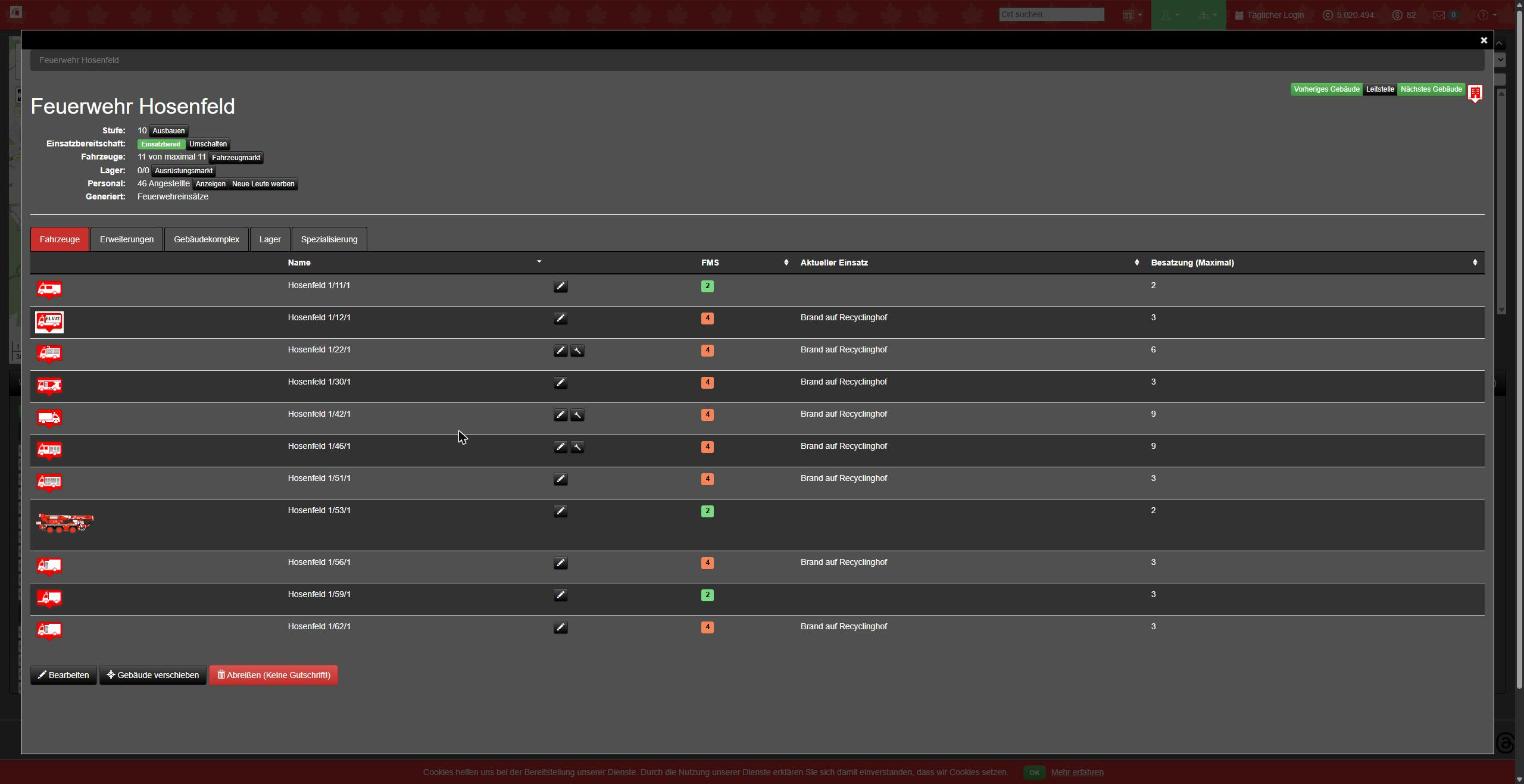 Ort suchen
Täglicher Login 5.020.494 82 0
Feuerwehr Hosenfeld
Vorheriges Gebäude Leitstelle Nächstes Gebäude
Feuerwehr Hosenfeld
Stufe: 10 Ausbauen
Einsatzbereitschaft: Einsatzbereit Umschalten
Fahrzeuge: 11 von maximal 11 Fahrzeugmarkt
Lager: 0/0 Ausrüstungsmarkt
Personal: 46 Angestellte Anzeigen Neue Leute werben
Generiert: Feuerwehreinsätze
Fahrzeuge Erweiterungen Gebäudekomplex Lager Spezialisierung
Name FMS Aktueller Einsatz Besatzung (Maximal)
Hosenfeld 1/11/1 2 2
Hosenfeld 1/12/1 4 Brand auf Recyclinghof 3
Hosenfeld 1/22/1 4 Brand auf Recyclinghof 6
Hosenfeld 1/30/1 4 Brand auf Recyclinghof 3
Hosenfeld 1/42/1 4 Brand auf Recyclinghof 9
Hosenfeld 1/46/1 4 Brand auf Recyclinghof 9
Hosenfeld 1/51/1 4 Brand auf Recyclinghof 3
Hosenfeld 1/53/1 2 2
Hosenfeld 1/56/1 4 Brand auf Recyclinghof 3
Hosenfeld 1/59/1 2 3
Hosenfeld 1/62/1 4 Brand auf Recyclinghof 3
Bearbeiten Gebäude verschieben Abreißen (Keine Gutschrift!)
Cookies helfen uns bei der Bereitstellung unserer Dienste. Durch die Nutzung unserer Dienste erklären Sie sich damit einverstanden, dass wir Cookies setzen. OK Mehr erfahren